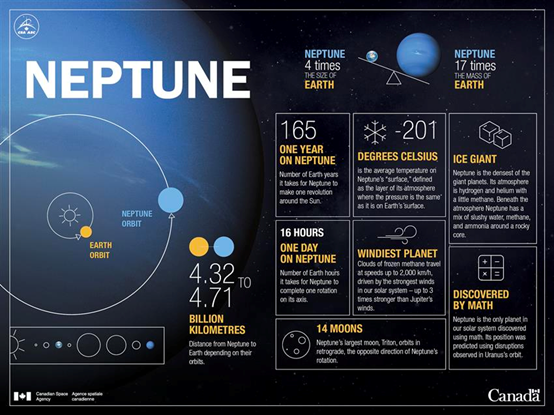 CSA ASC
NEPTUNE
NEPTUNE
4 times
THE SIZE OF
EARTH
NEPTUNE
17 times
THE MASS OF
EARTH
NEPTUNE
ORBIT
EARTH
ORBIT
4.32 TO
4.71
BILLION
KILOMETRES
Distance from Neptune to
Earth depending on their
orbits.
165
ONE YEAR
ON NEPTUNE
Number of Earth years
it takes for Neptune to
make one revolution
around the Sun.
-201
DEGREES CELSIUS
is the average temperature on
Neptune's "surface," defined
as the layer of its atmosphere
where the pressure is the same
as it is on Earth's surface.
ICE GIANT
Neptune is the densest of the
giant planets. Its atmosphere
is hydrogen and helium with
a little methane. Beneath the
atmosphere Neptune has a
mix of slushy water, methane,
and ammonia around a rocky
core.
16 HOURS
ONE DAY
ON NEPTUNE
Number of Earth hours
it takes for Neptune to
complete one rotation
on its axis.
WINDIEST PLANET
Clouds of frozen methane travel
at speeds up to 2,000 km/h,
driven by the strongest winds
in our solar system – up to 3
times stronger than Jupiter's
winds.
DISCOVERED
BY MATH
Neptune is the only planet in
our solar system discovered
using math. Its position was
predicted using disruptions
observed in Uranus's orbit.
14 MOONS
Neptune's largest moon, Triton, orbits in
retrograde, the opposite direction of Neptune's
rotation.
Canadian Space Agence spatiale
Agency canadienne
Canada